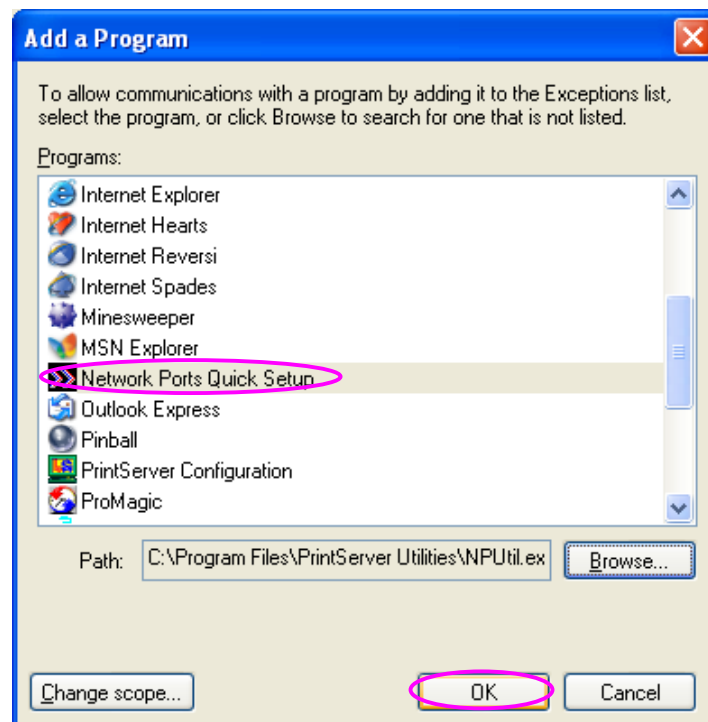 Add a Program
To allow communications with a program by adding it to the Exceptions list,
select the program, or click Browse to search for one that is not listed.
Programs:
Internet Explorer
Internet Hearts
Internet Reversi
Internet Spades
Minesweeper
MSN Explorer
Network Ports Quick Setup
Outlook Express
Pinball
PrintServer Configuration
ProMagic
Path: C:\Program Files\PrintServer Utilities\NPUtil.ex Browse...
Change scope... OK Cancel